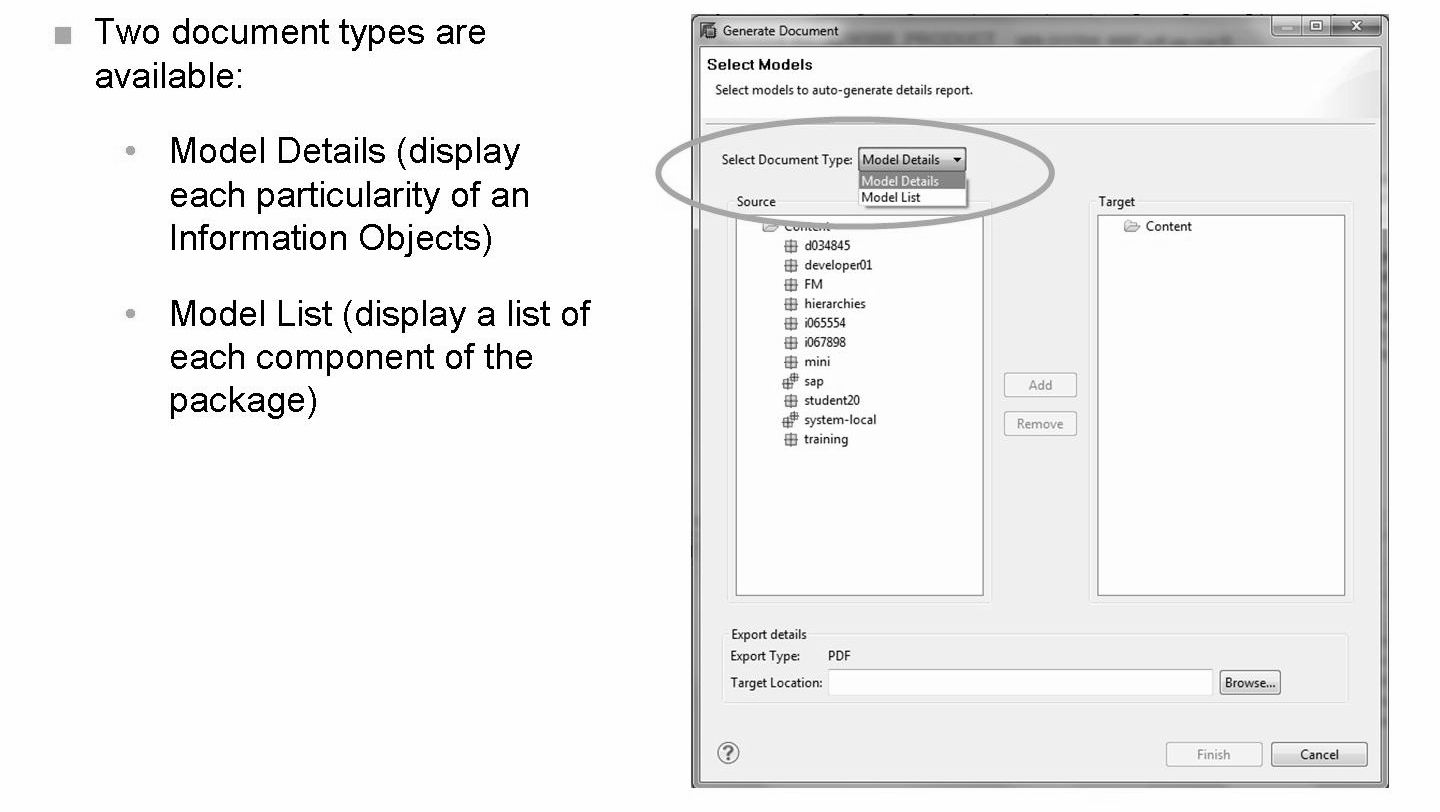 Two document types are
available:
Model Details (display
each particularity of an
Information Objects)
Model List (display a list of
each component of the
package)
Generate Document
Select Models
Select models to auto-generate details report.
Select Document Type: Model Details
Model Details
Model List
Source
Content
d034845
developer01
FM
hierarchies
i065554
i067898
mini
sap
student20
system-local
training
Add
Remove
Target
Content
Export details
Export Type: PDF
Target Location:
Browse...
?
Finish
Cancel